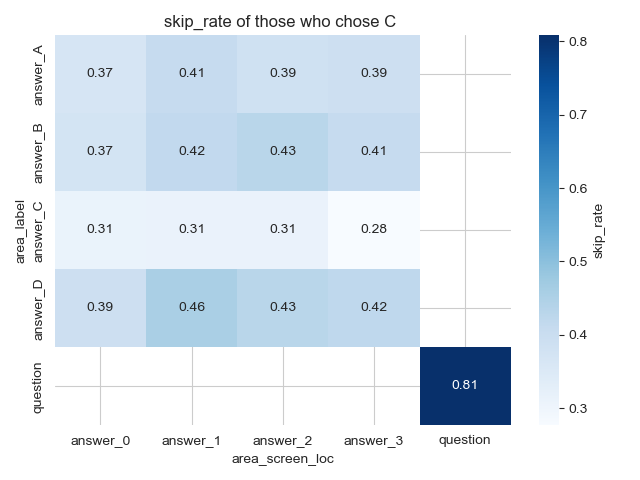 skip_rate of those who chose C
area_label
answer_A
0.37 0.41 0.39 0.39
answer_B
0.37 0.42 0.43 0.41
answer_C
0.31 0.31 0.31 0.28
answer_D
0.39 0.46 0.43 0.42
question
0.81
answer_0 answer_1 answer_2 answer_3 question
area_screen_loc
0.8
0.7
0.6
0.5
0.4
0.3
skip_rate